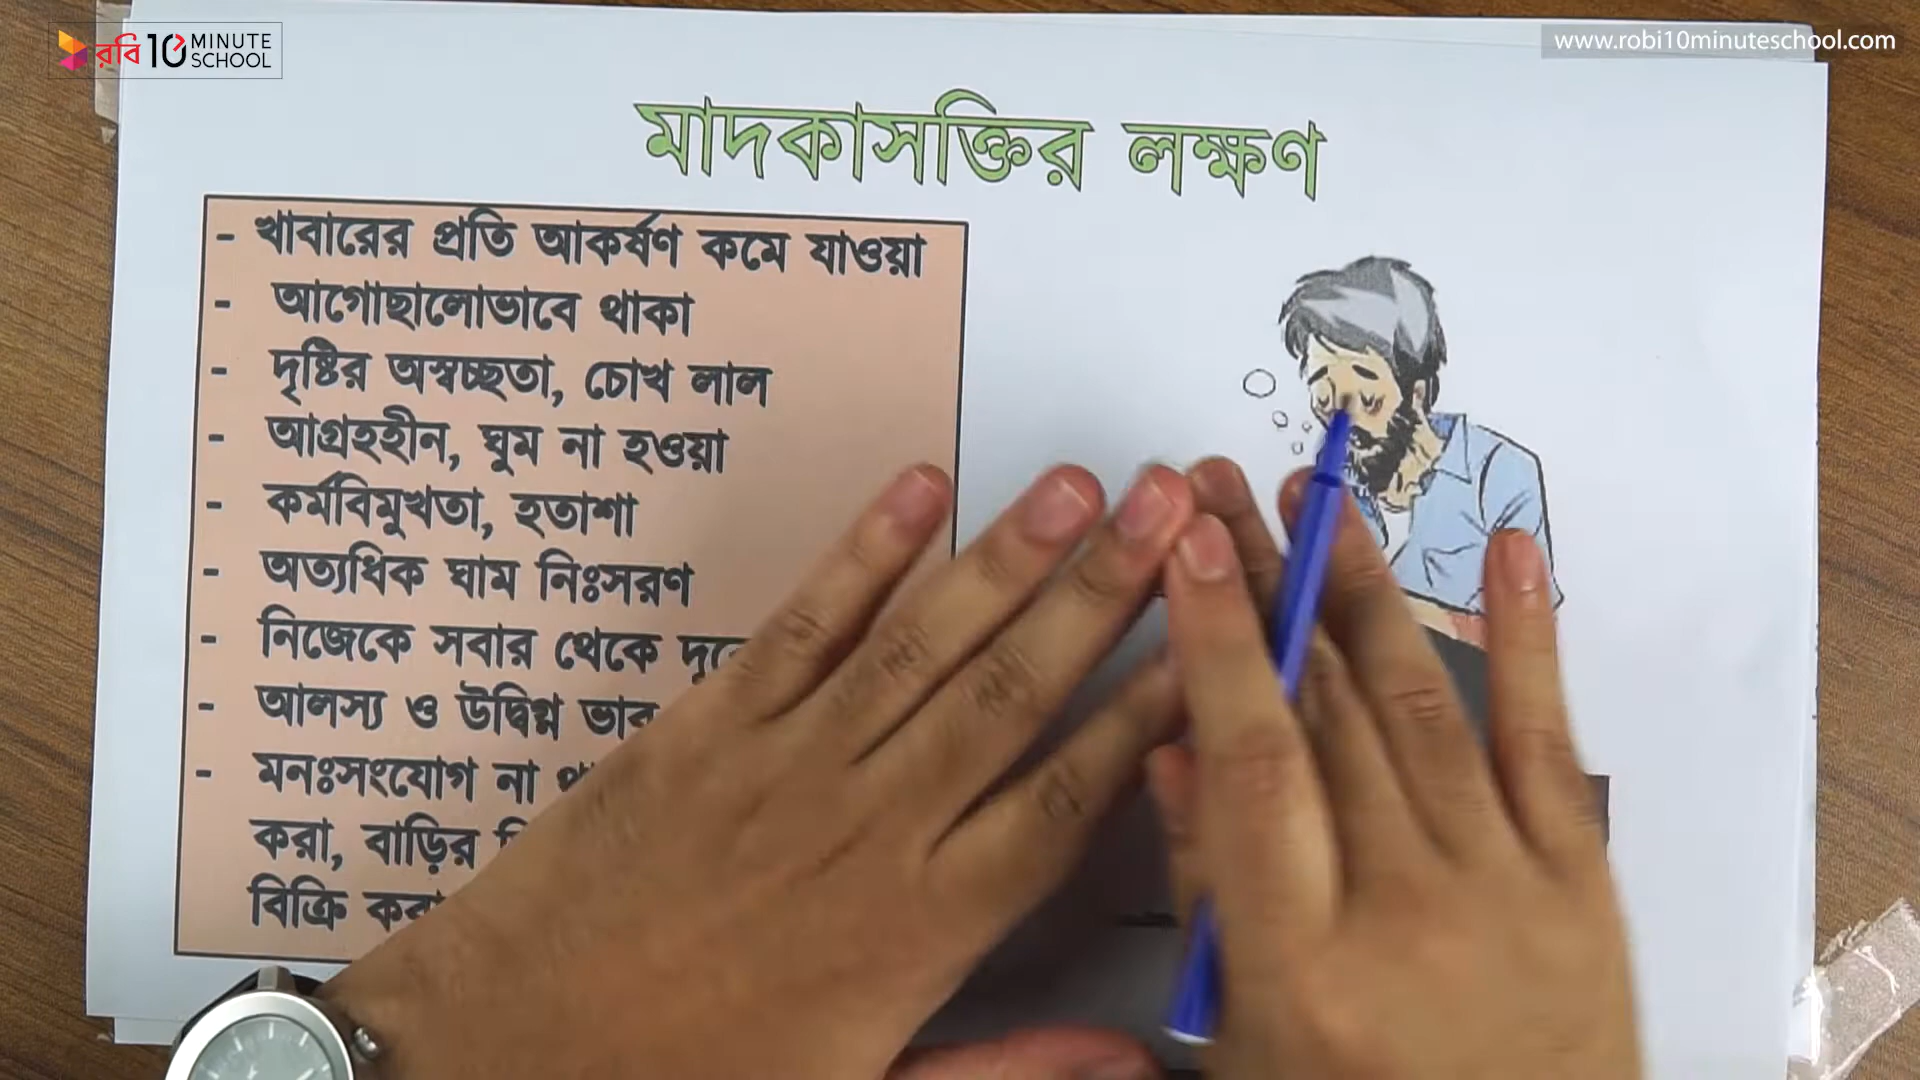 রবি 10 MINUTE SCHOOL
www.robi10minuteschool.com
মাদকাসক্তির লক্ষণ
- খাবারের প্রতি আকর্ষণ কমে যাওয়া
- আগোছালোভাবে থাকা
- দৃষ্টির অস্বচ্ছতা, চোখ লাল
- আগ্রহহীন, ঘুম না হওয়া
- কর্মবিমুখতা, হতাশা
- অত্যধিক ঘাম নিঃসরণ
- নিজেকে সবার থেকে
- আলস্য ও উদ্বিগ্ন ভাব
- মনঃসংযোগ না
করা, বাড়ির
বিক্রি